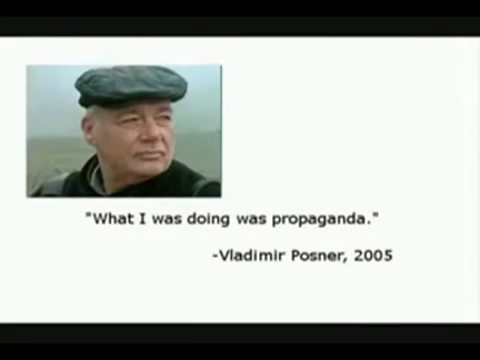 "What I was doing was propaganda."
-Vladimir Posner, 2005